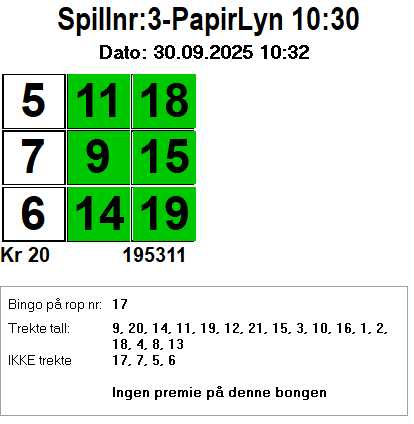 Spillnr:3-PapirLyn 10:30
Dato: 30.09.2025 10:32
5 11 18
7 9 15
6 14 19
Kr 20 195311
Bingo på rop nr: 17
Trekte tall: 9, 20, 14, 11, 19, 12, 21, 15, 3, 10, 16, 1, 2,
18, 4, 8, 13
IKKE trekte 17, 7, 5, 6
Ingen premie på denne bongen